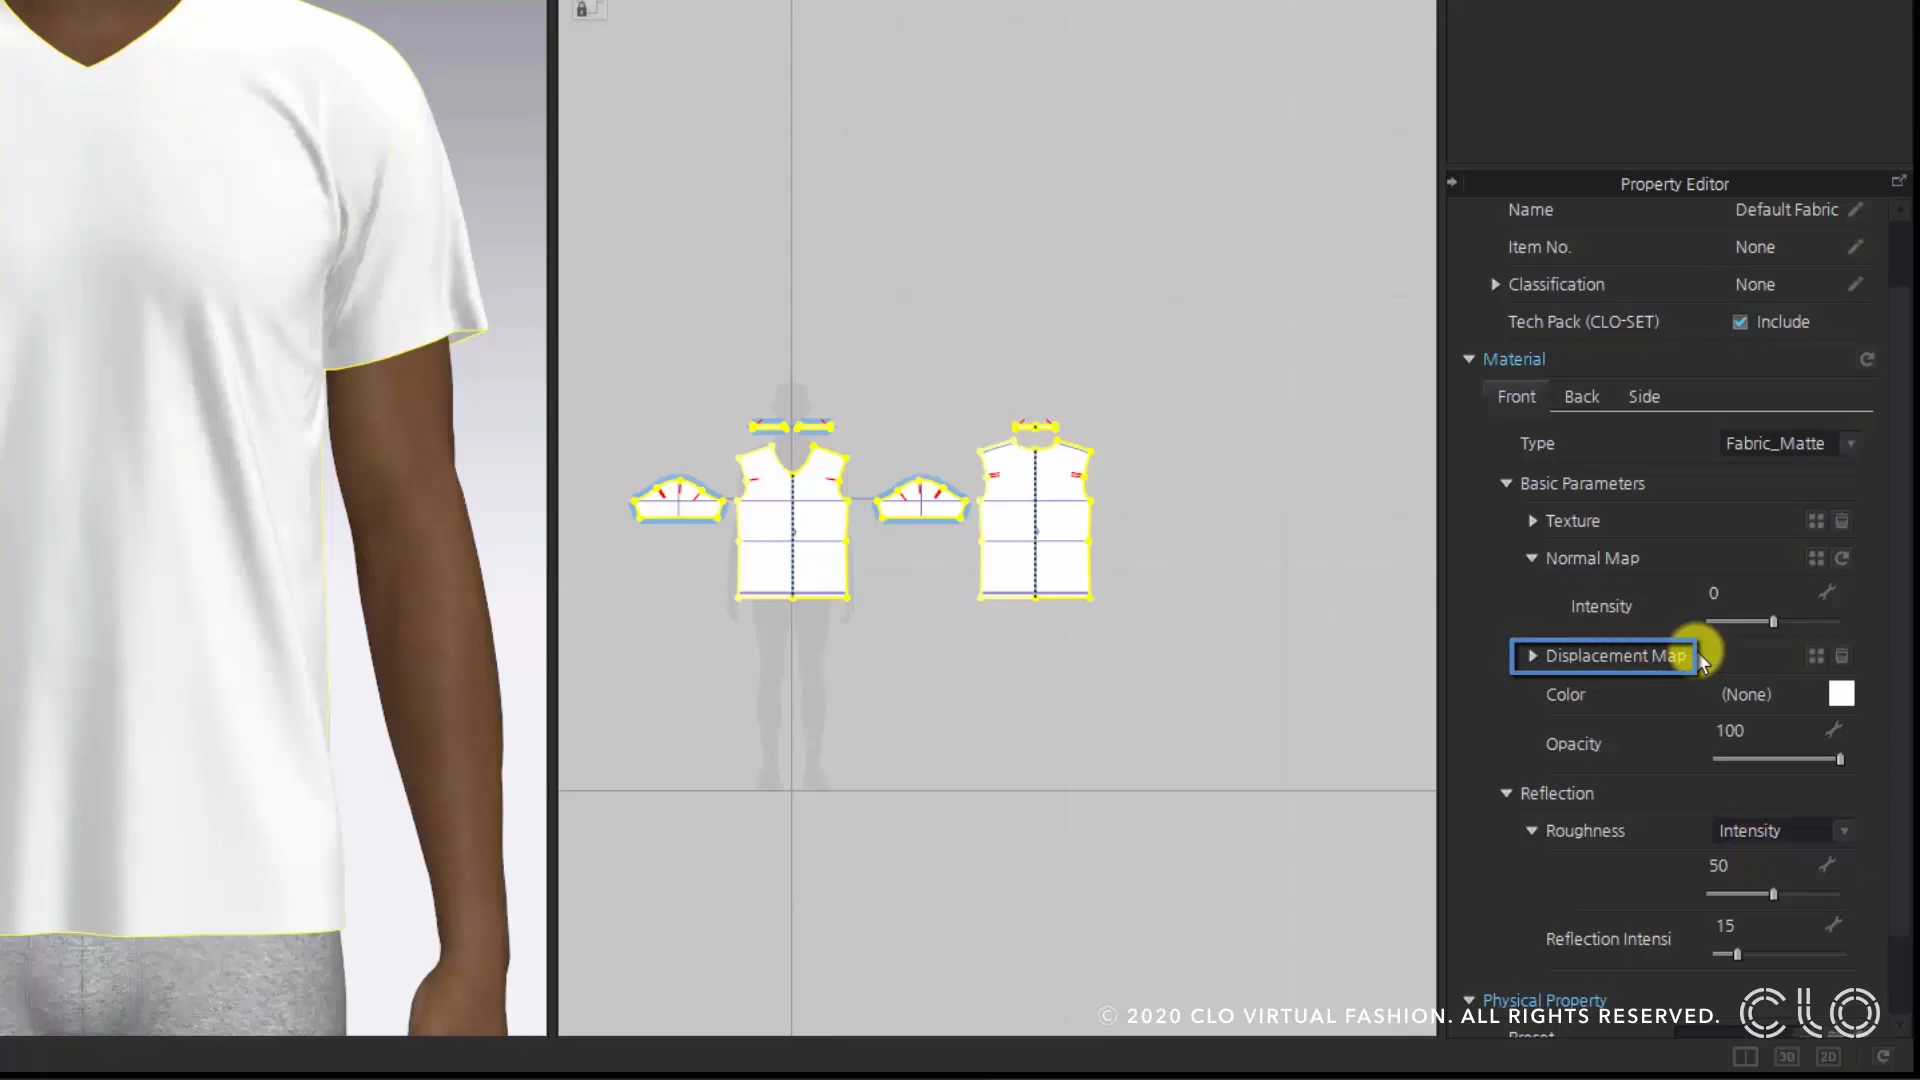 Property Editor
Name Default Fabric
Item No. None
Classification None
Tech Pack (CLO-SET) Include
Material
Front Back Side
Type Fabric_Matte
Basic Parameters
Texture
Normal Map
0
Intensity
Displacement Map
Color (None)
100
Opacity
Reflection
Roughness Intensity
50
15
Reflection Intensi
Physical Property
© 2020 CLO VIRTUAL FASHION. ALL RIGHTS RESERVED. CLO
Preset
3D 2D